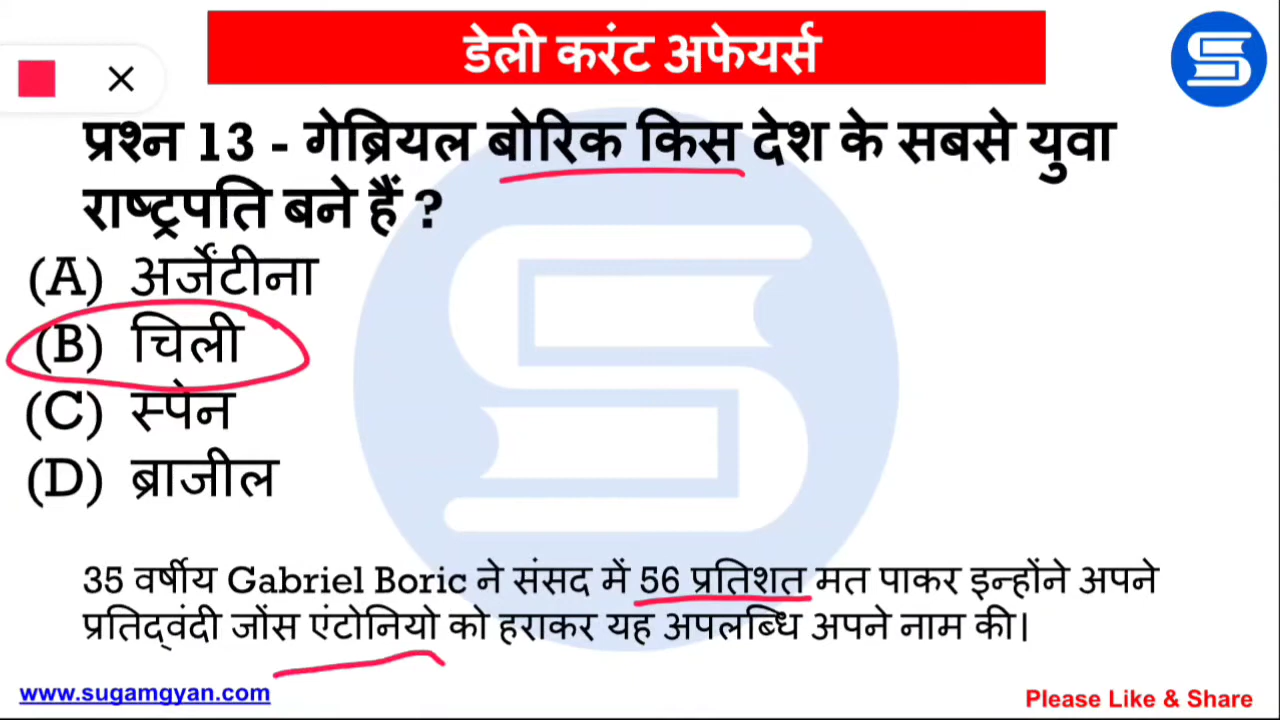 डेली करंट अफेयर्स
प्रश्न 13 - गेब्रियल बोरिक किस देश के सबसे युवा
राष्ट्रपति बने हैं ?
(A) अर्जेंटीना
(B) चिली
(C) स्पेन
(D) ब्राजील
35 वर्षीय Gabriel Boric ने संसद में 56 प्रतिशत मत पाकर इन्होंने अपने
प्रतिद्वंदी जोंस एंटोनियो को हराकर यह अपलब्धि अपने नाम की।
www.sugamgyan.com
Please Like & Share